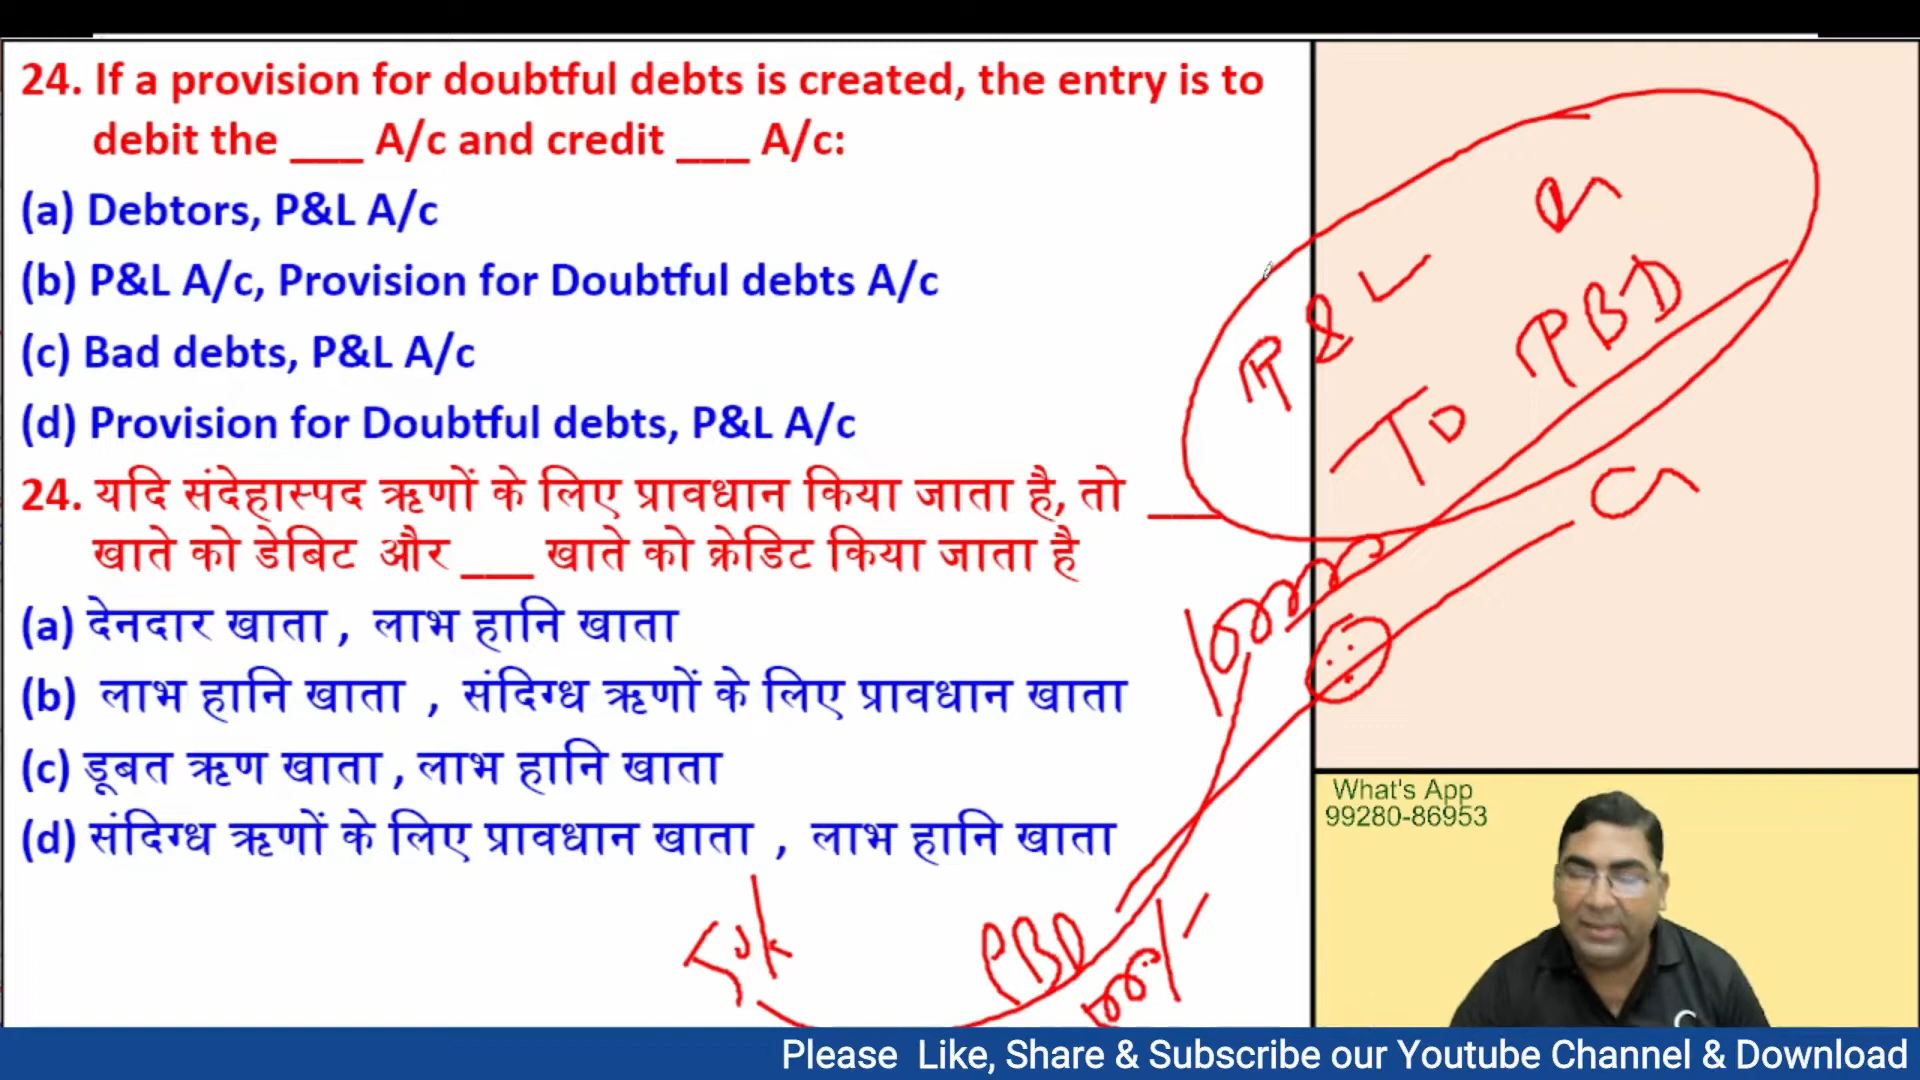 24. If a provision for doubtful debts is created, the entry is to
debit the ___ A/c and credit ___ A/c:
(a) Debtors, P&L A/c
(b) P&L A/c, Provision for Doubtful debts A/c
(c) Bad debts, P&L A/c
(d) Provision for Doubtful debts, P&L A/c
24. यदि संदेहास्पद ऋणों के लिए प्रावधान किया जाता है, तो ___
खाते को डेबिट और ___ खाते को क्रेडिट किया जाता है
(a) देनदार खाता , लाभ हानि खाता
(b) लाभ हानि खाता , संदिग्ध ऋणों के लिए प्रावधान खाता
(c) डूबत ऋण खाता , लाभ हानि खाता
(d) संदिग्ध ऋणों के लिए प्रावधान खाता , लाभ हानि खाता
P & L
To PBD
PBD
What's App
99280-86953
Please Like, Share & Subscribe our Youtube Channel & Download